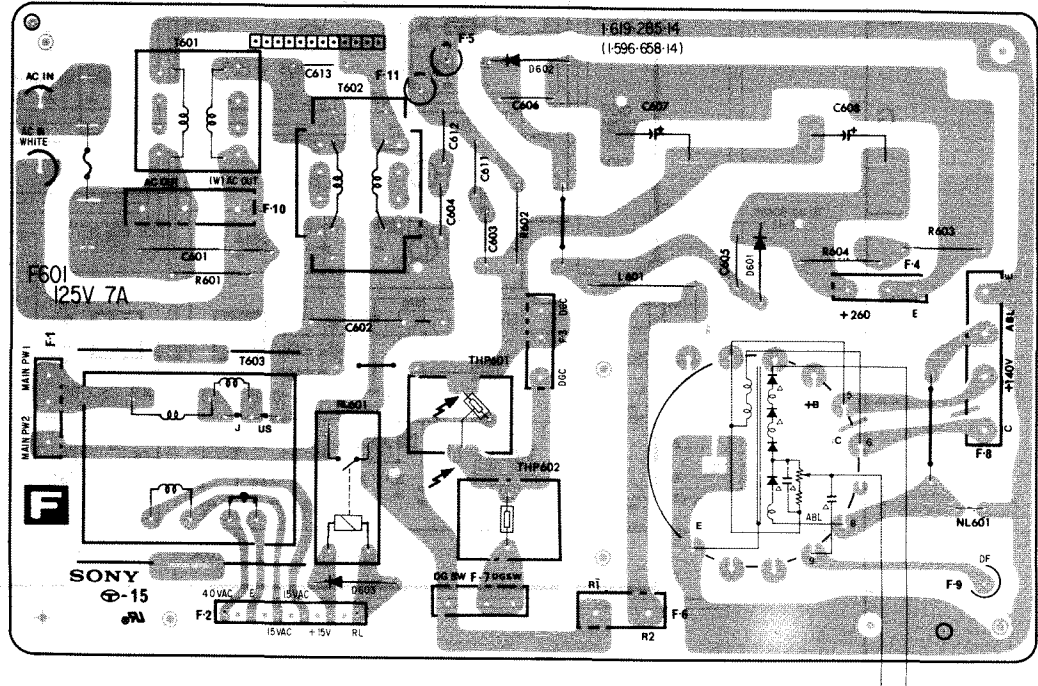 1-619-285-14
(1-596-658-14)
T601
F-5
D602
AC IN
C613
F-11
T602
C606
C607
C608
AC IN
WHITE
C612
C611
AC OUT
(W) AC OUT
F-10
C604
C603
R602
C605
D601
R603
R604
F-4
C601
R601
F601
125V 7A
+260
E
E
ABL
+140V
C
F-8
DGC
F-3
DGC
C602
F-1
MAIN PW1
MAIN PW2
T603
THP601
J
US
RL601
THP602
+B
5
C
6
ABL
8
9
E
NL601
DF
F-9
F
SONY
-15
40VAC
E
15VAC
D603
F-2
15VAC
+15V
RL
DG SW
F-7
DGSW
R1
F-6
R2